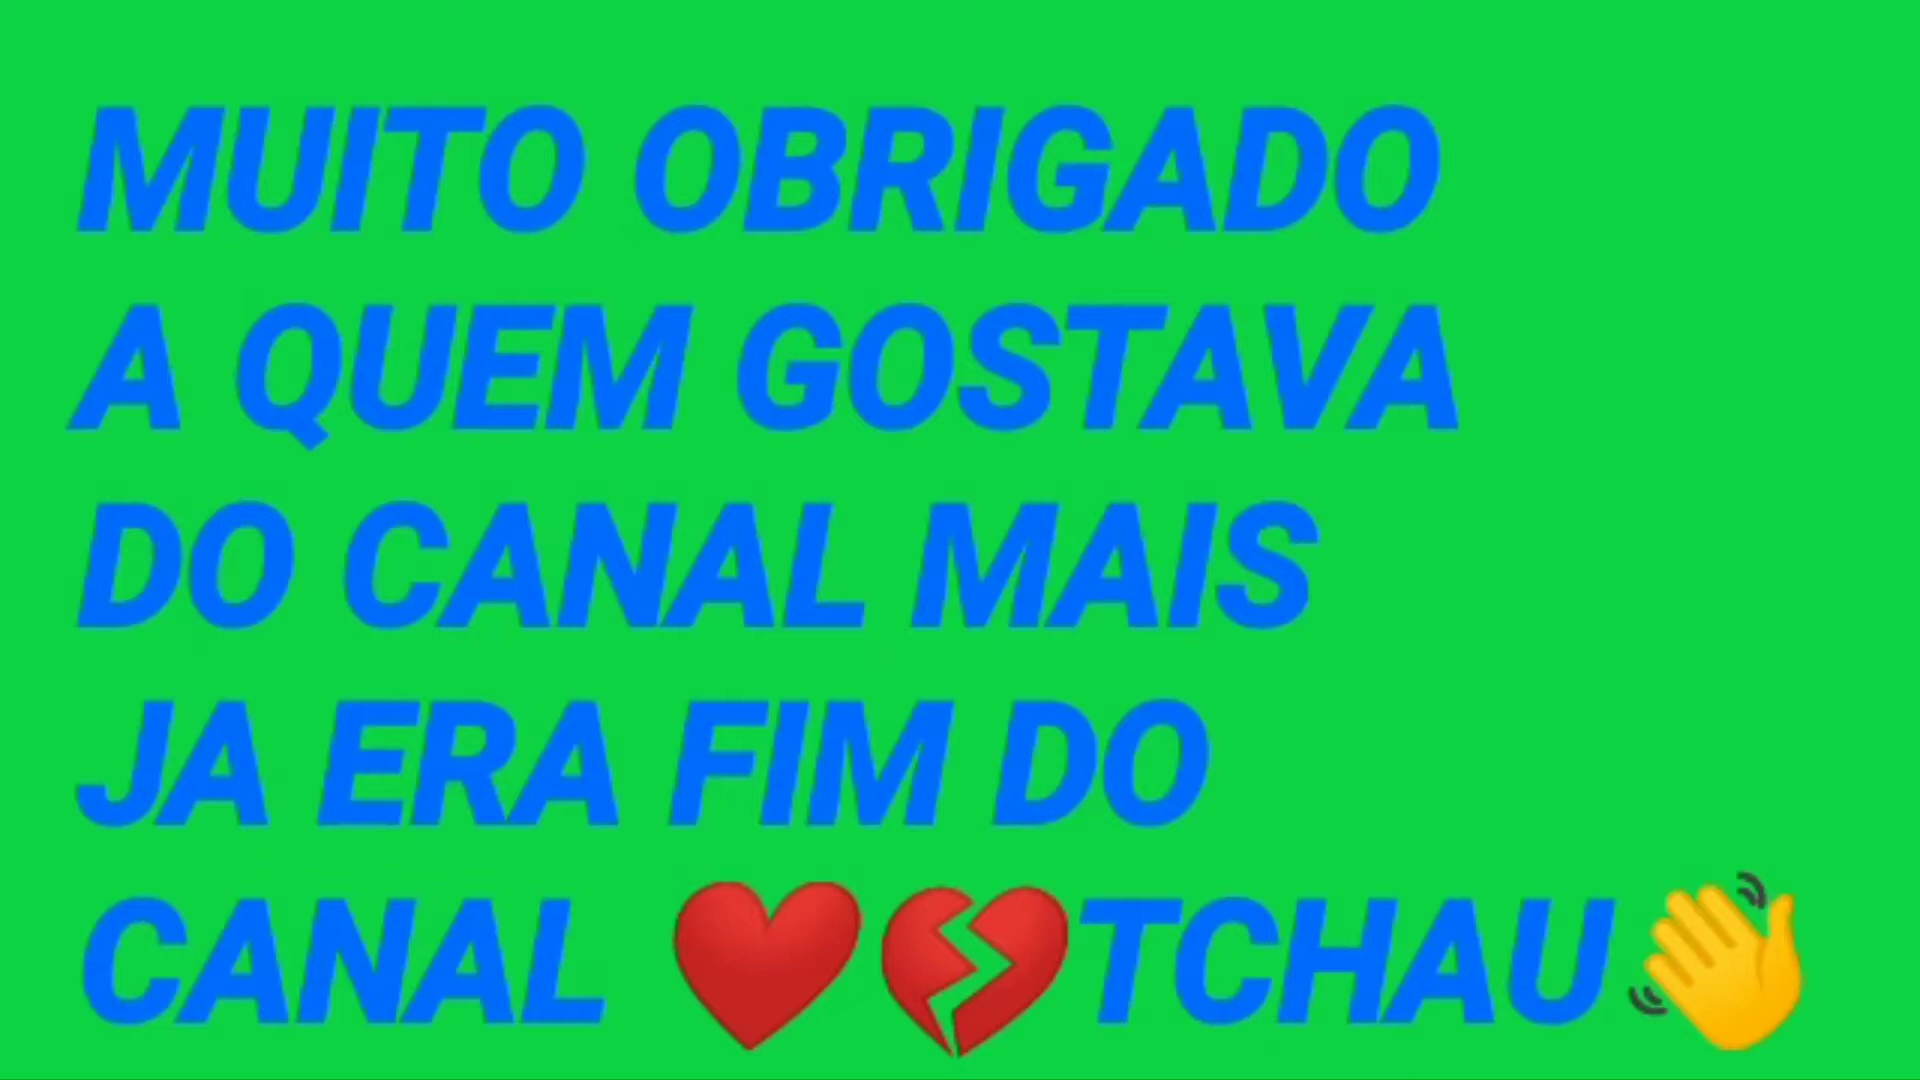 MUITO OBRIGADO
A QUEM GOSTAVA
DO CANAL MAIS
JA ERA FIM DO
CANAL ❤️💔TCHAU👋